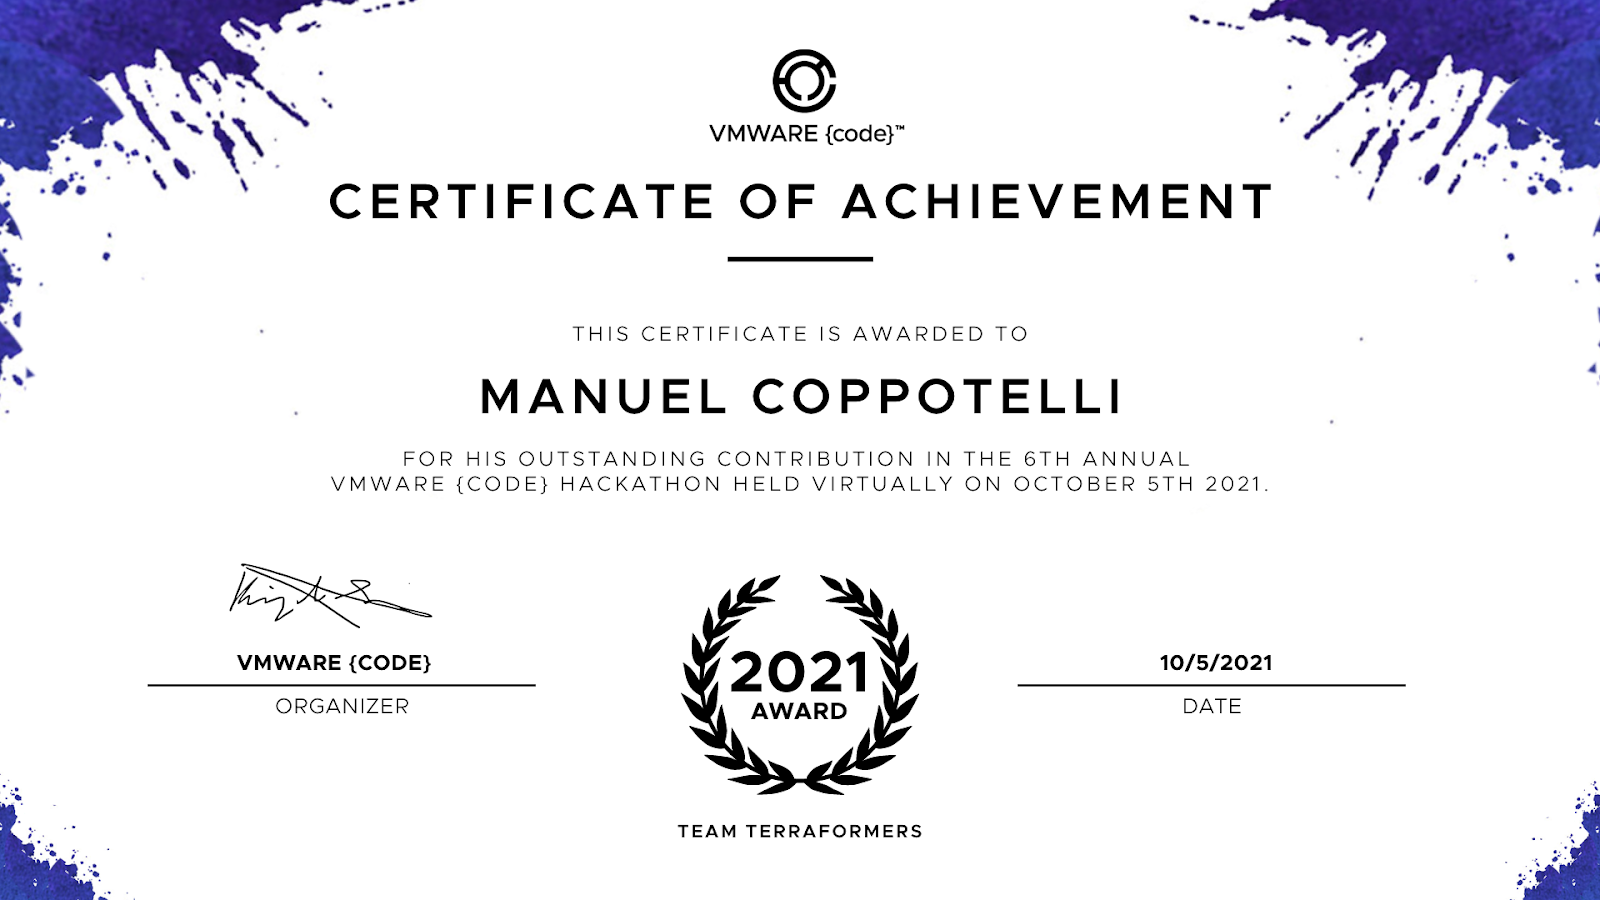 VMWARE {code}™
CERTIFICATE OF ACHIEVEMENT
THIS CERTIFICATE IS AWARDED TO
MANUEL COPPOTELLI
FOR HIS OUTSTANDING CONTRIBUTION IN THE 6TH ANNUAL
VMWARE {CODE} HACKATHON HELD VIRTUALLY ON OCTOBER 5TH 2021.
VMWARE {CODE}
ORGANIZER
2021
AWARD
10/5/2021
DATE
TEAM TERRAFORMERS